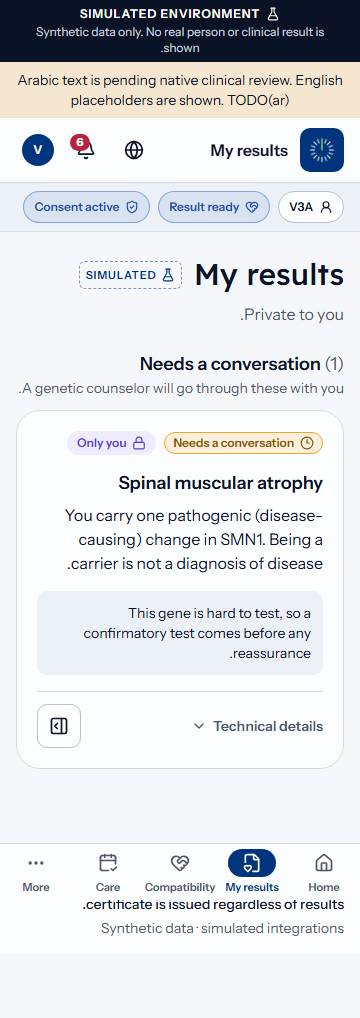 SIMULATED ENVIRONMENT
Synthetic data only. No real person or clinical result is
.shown
Arabic text is pending native clinical review. English
placeholders are shown. TODO(ar)
V
6
My results
Consent active
Result ready
V3A
SIMULATED
My results
.Private to you
Needs a conversation (1)
.A genetic counselor will go through these with you
Only you
Needs a conversation
Spinal muscular atrophy
You carry one pathogenic (disease-
causing) change in SMN1. Being a
.carrier is not a diagnosis of disease
This gene is hard to test, so a
confirmatory test comes before any
.reassurance
Technical details
More
Care
Compatibility
My results
Home
.certificate is issued regardless of results
Synthetic data · simulated integrations